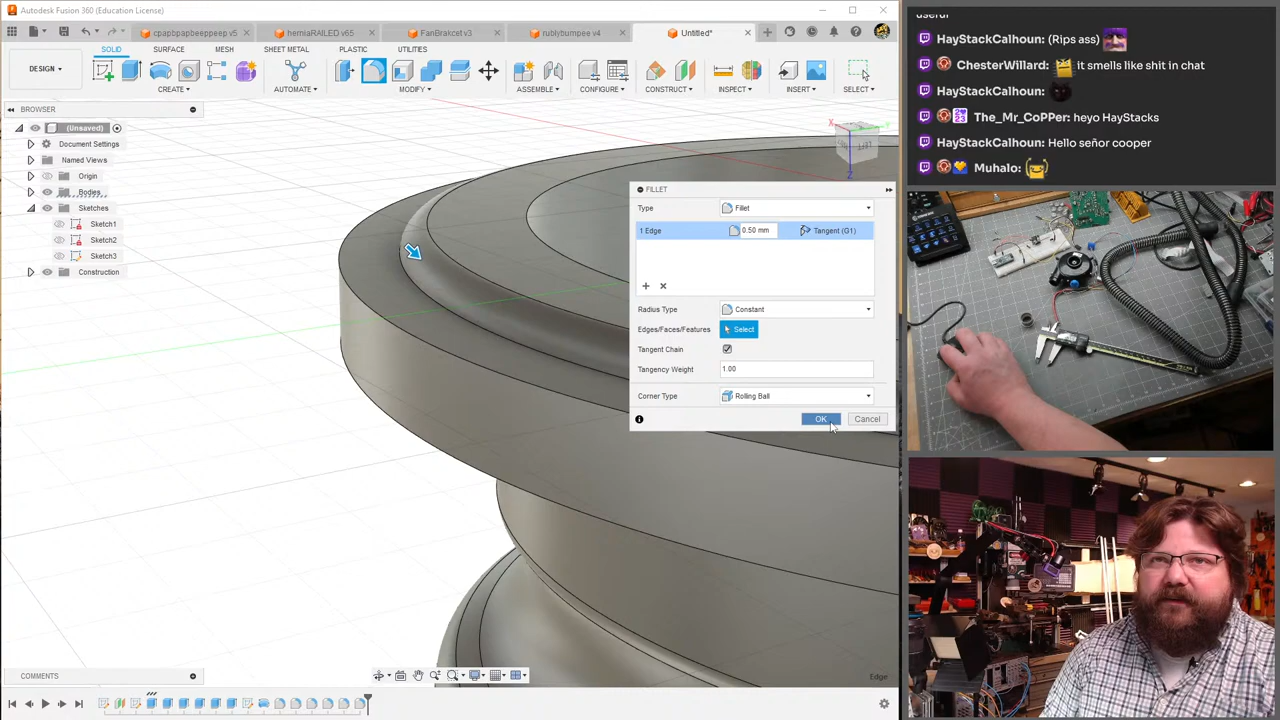 Autodesk Fusion 360 (Education License)
cpapbpapbeeppeep v5
hemiaRAILED v65
FanBrakcet v3
rublybumpee v4
Untitled*
SOLID
SURFACE
MESH
SHEET METAL
PLASTIC
UTILITIES
DESIGN
CREATE
AUTOMATE
MODIFY
ASSEMBLE
CONFIGURE
CONSTRUCT
INSPECT
INSERT
SELECT
BROWSER
(Unsaved)
Document Settings
Named Views
Origin
Bodies
Sketches
Sketch1
Sketch2
Sketch3
Construction
X
Z
FILLET
Type
Fillet
1 Edge
0.50 mm
Tangent (G1)
Radius Type
Constant
Edges/Faces/Features
Select
Tangent Chain
Tangency Weight
1.00
Corner Type
Rolling Ball
OK
Cancel
COMMENTS
Edge
HayStackCalhoun: (Rips ass)
ChesterWillard: it smells like shit in chat
HayStackCalhoun:
The_Mr_CoPPer: heyo HayStacks
HayStackCalhoun: Hello señor cooper
Muhalo: